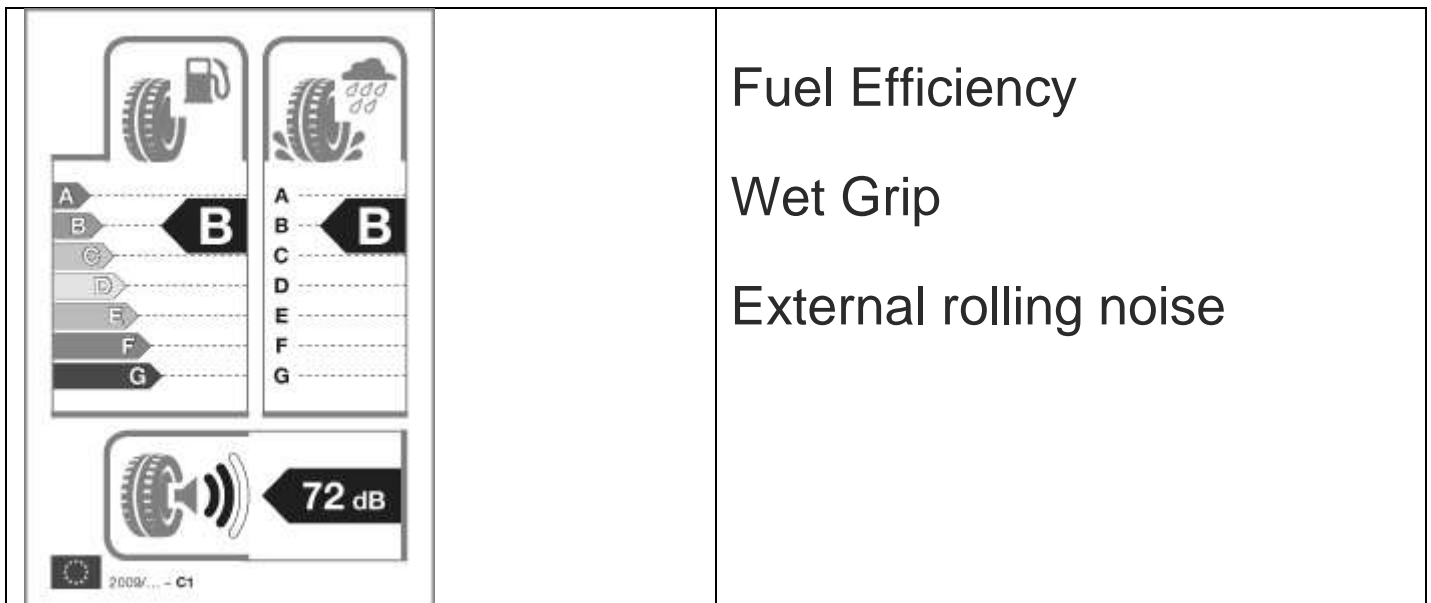 Fuel Efficiency
Wet Grip
External rolling noise
A
B
C
D
E
F
G
B
A
B
C
D
E
F
G
B
72 dB
2009/... - C1